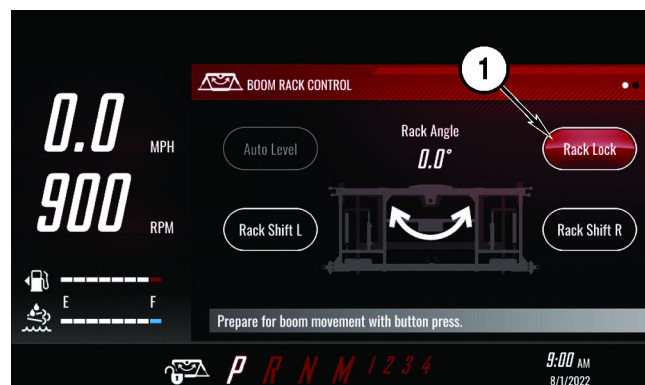 1
BOOM RACK CONTROL
0.0 MPH
900 RPM
E F
Auto Level
Rack Angle
0.0°
Rack Lock
Rack Shift L
Rack Shift R
Prepare for boom movement with button press.
P R N M 1 2 3 4
9:00 AM
8/1/2022